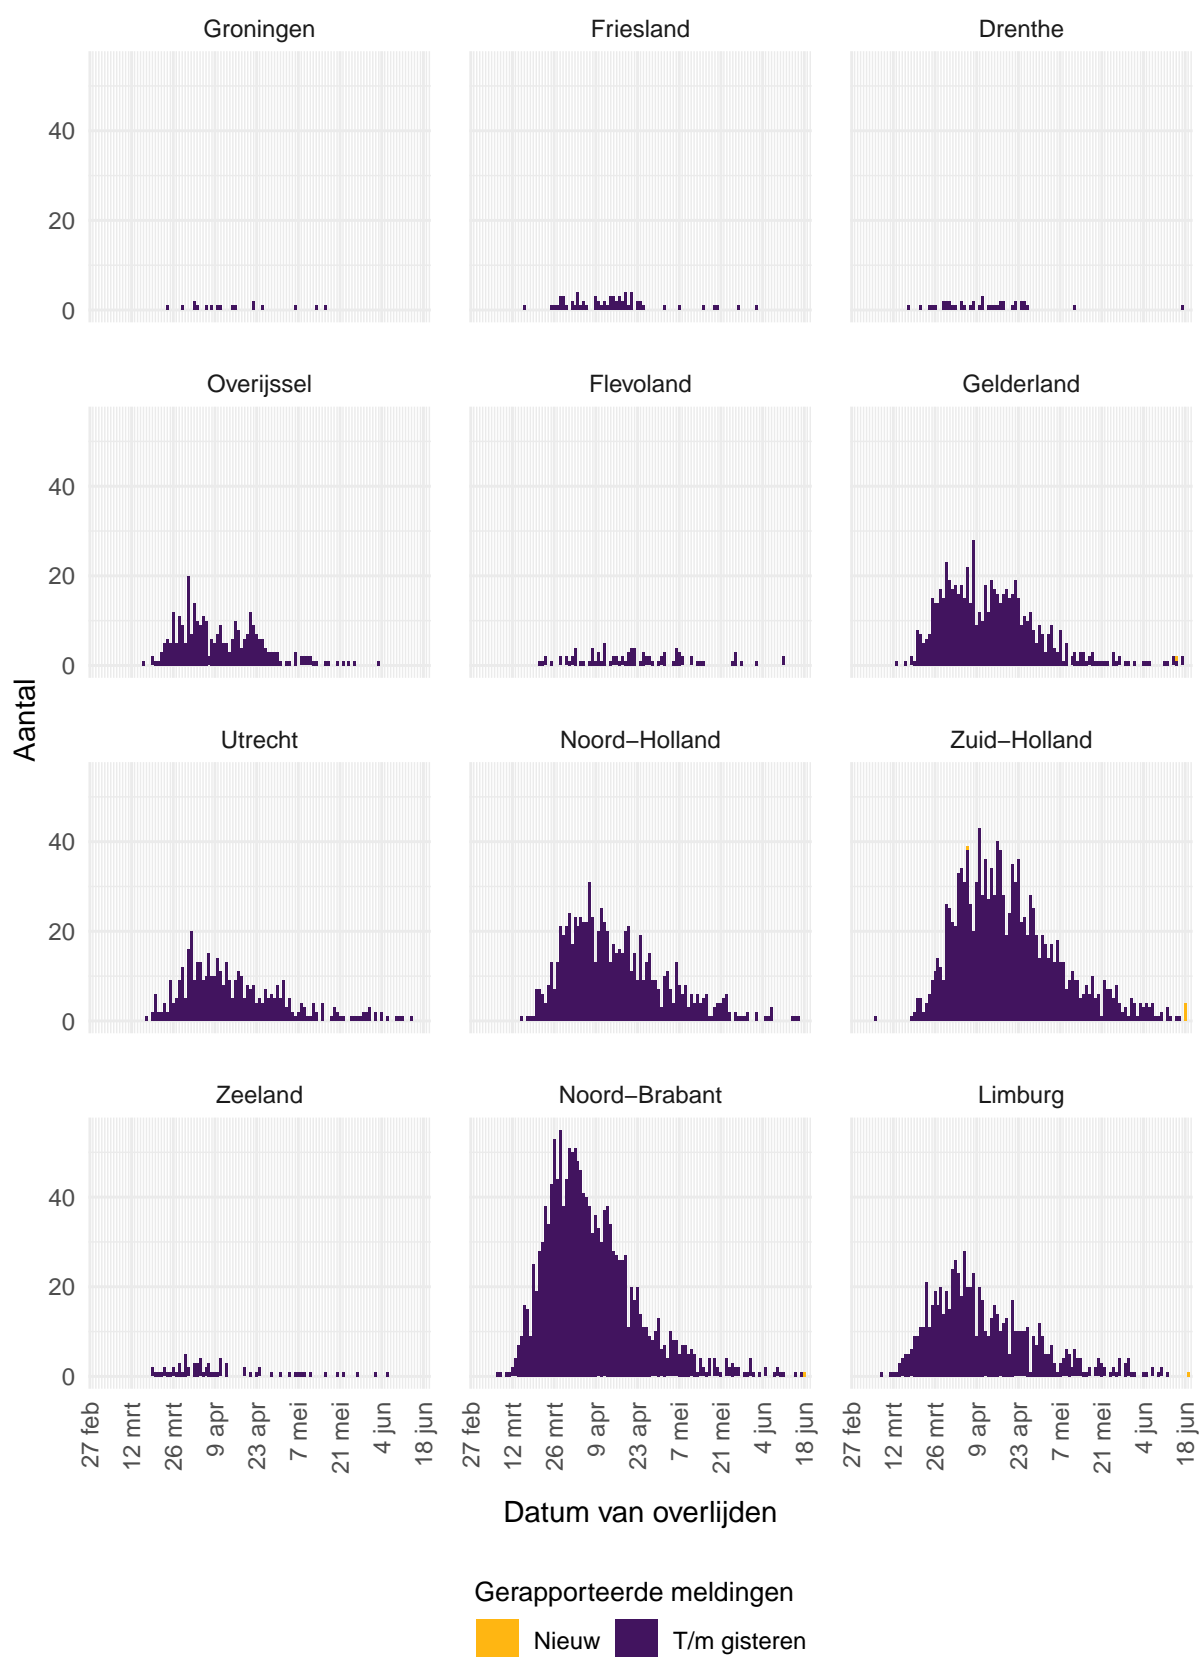 Groningen Friesland Drenthe
40
20
0
Overijssel Flevoland Gelderland
40
20
0
Aantal
Utrecht Noord−Holland Zuid−Holland
40
20
0
Zeeland Noord−Brabant Limburg
40
20
0
27 feb 12 mrt 26 mrt 9 apr 23 apr 7 mei 21 mei 4 jun 18 jun 27 feb 12 mrt 26 mrt 9 apr 23 apr 7 mei 21 mei 4 jun 18 jun 27 feb 12 mrt 26 mrt 9 apr 23 apr 7 mei 21 mei 4 jun 18 jun
Datum van overlijden
Gerapporteerde meldingen
Nieuw T/m gisteren